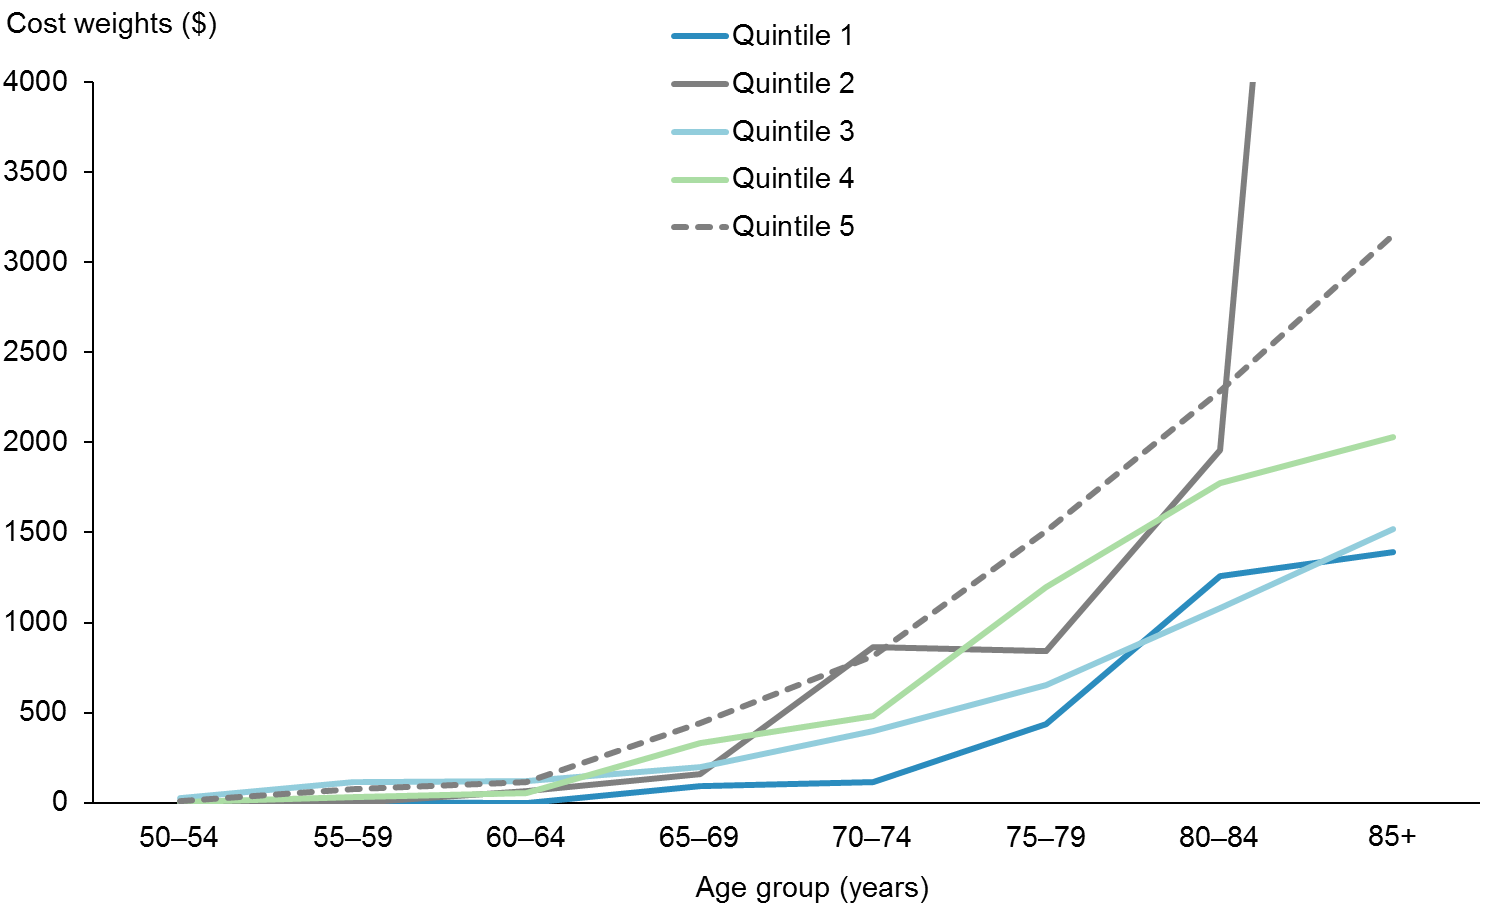 Cost weights ($)
Quintile 1
Quintile 2
Quintile 3
Quintile 4
Quintile 5
4000
3500
3000
2500
2000
1500
1000
500
0
50–54 55–59 60–64 65–69 70–74 75–79 80–84 85+
Age group (years)